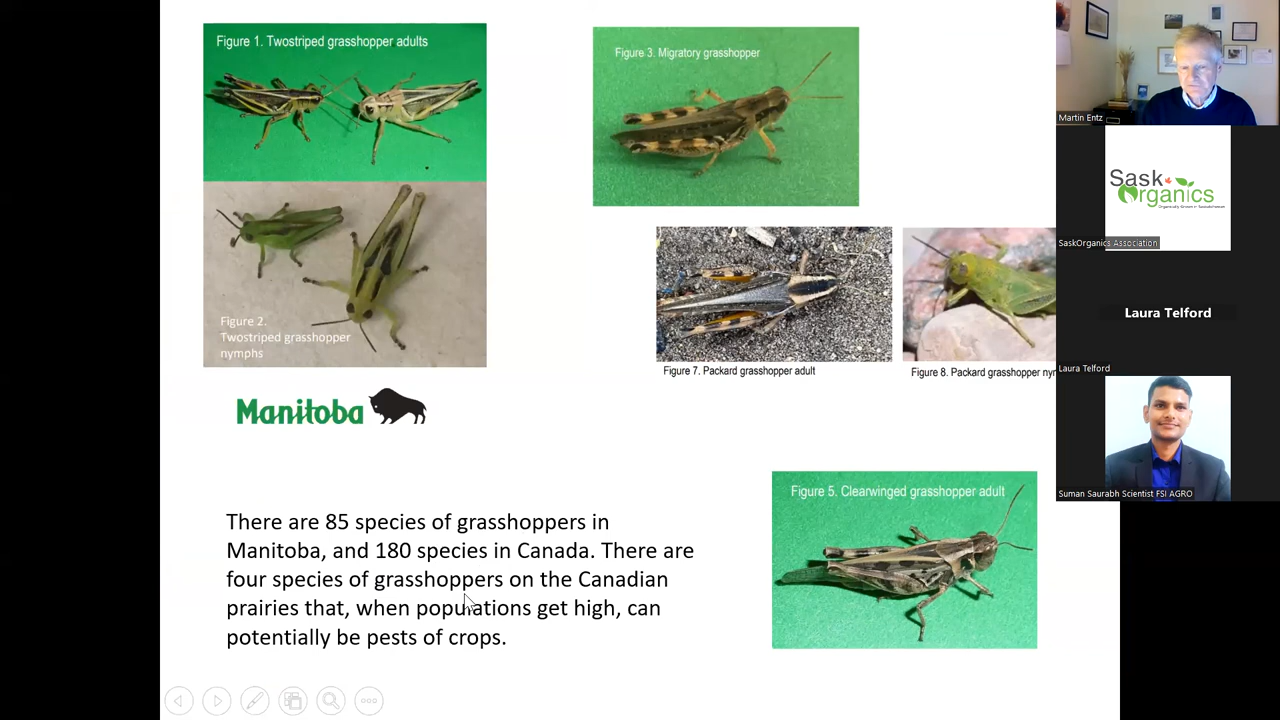 Figure 1. Twostriped grasshopper adults
Figure 3. Migratory grasshopper
Figure 2.
Twostriped grasshopper
nymphs
Figure 7. Packard grasshopper adult
Figure 8. Packard grasshopper nyr
Manitoba
Figure 5. Clearwinged grasshopper adult
There are 85 species of grasshoppers in
Manitoba, and 180 species in Canada. There are
four species of grasshoppers on the Canadian
prairies that, when populations get high, can
potentially be pests of crops.
Martin Entz
Sask
Organics
SaskOrganics Association
Laura Telford
Laura Telford
Suman Saurabh Scientist FSI AGRO